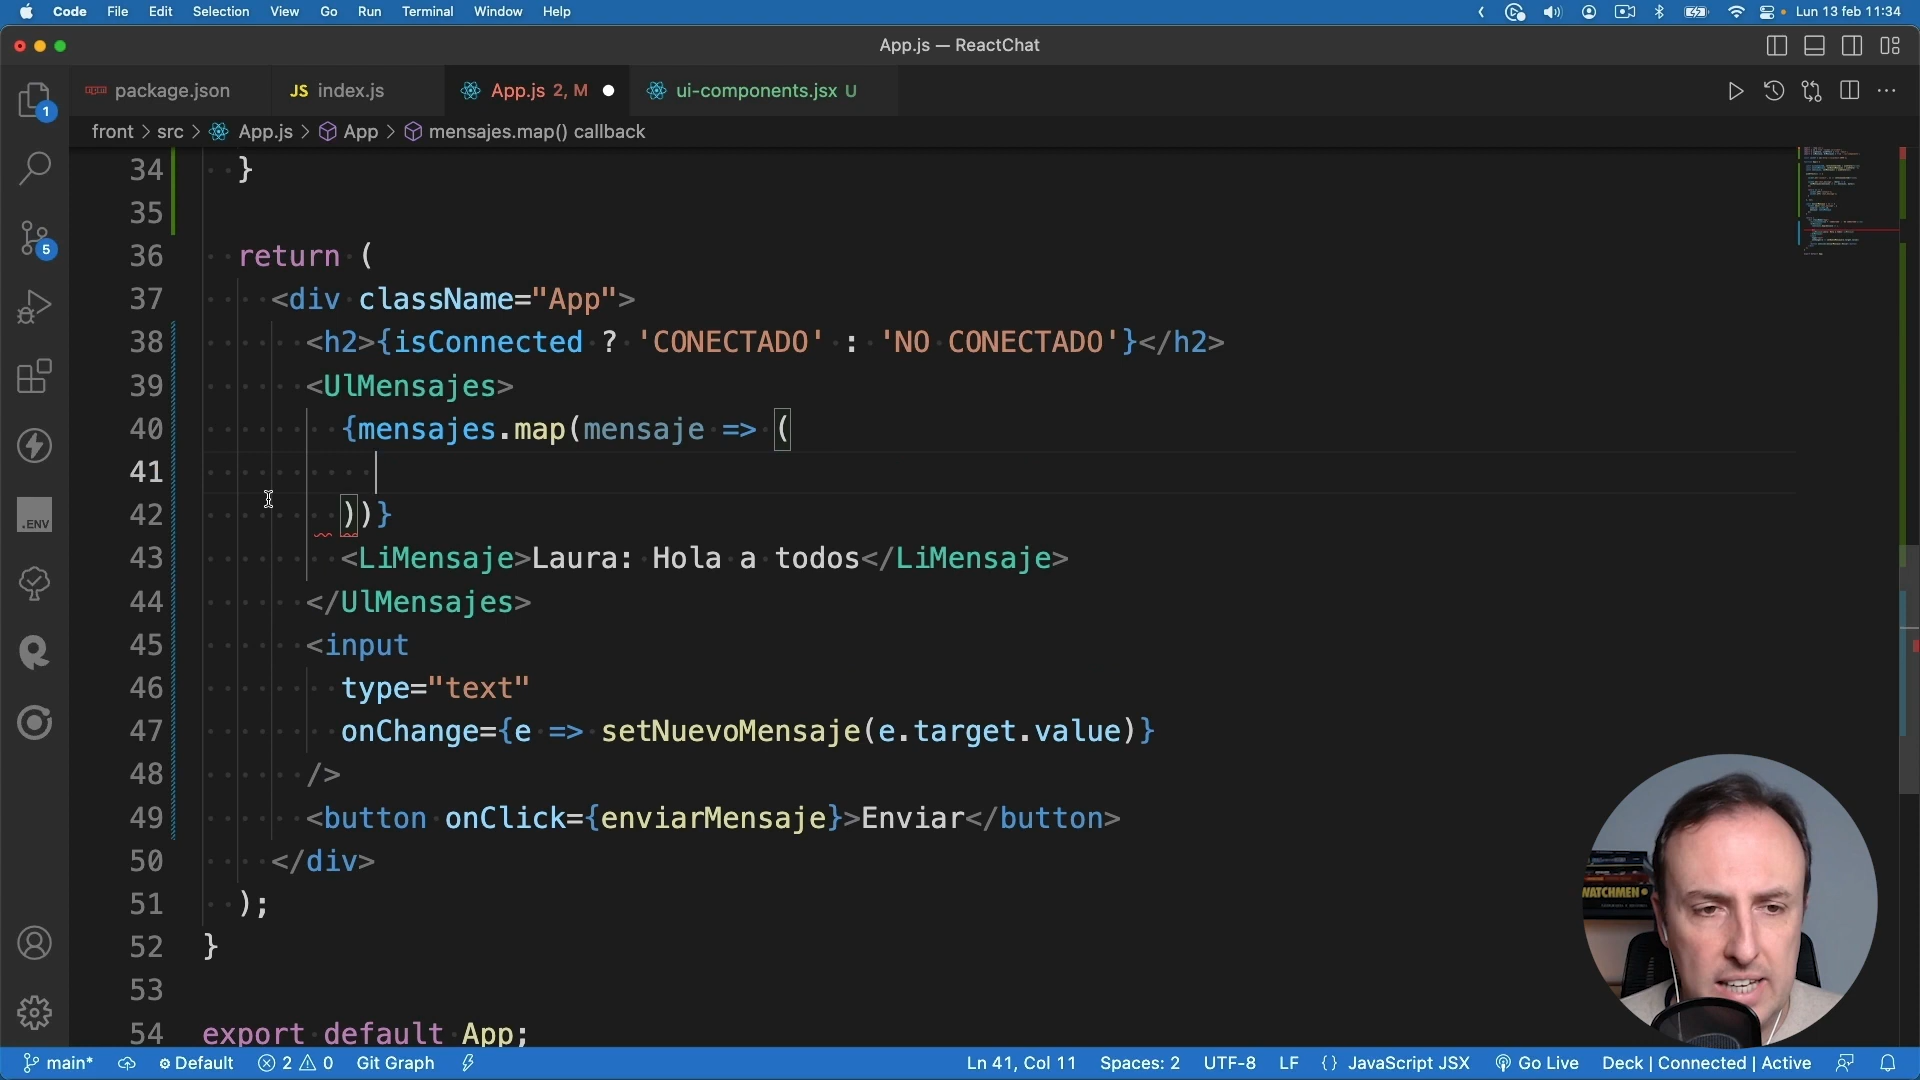 Code File Edit Selection View Go Run Terminal Window Help Lun 13 feb 11:34
App.js — ReactChat
package.json JS index.js App.js 2, M ui-components.jsx U
front > src > App.js > App > mensajes.map() callback
1
5
.ENV
34 }
35
36 return (
37 <div className="App">
38 <h2>{isConnected ? 'CONECTADO' : 'NO CONECTADO'}</h2>
39 <UlMensajes>
40 {mensajes.map(mensaje => (
41
42 ))}
43 <LiMensaje>Laura: Hola a todos</LiMensaje>
44 </UlMensajes>
45 <input
46 type="text"
47 onChange={e => setNuevoMensaje(e.target.value)}
48 />
49 <button onClick={enviarMensaje}>Enviar</button>
50 </div>
51 );
52 }
53
54 export default App;
WATCHMEN
main* Default 2 0 Git Graph Ln 41, Col 11 Spaces: 2 UTF-8 LF {} JavaScript JSX Go Live Deck | Connected | Active